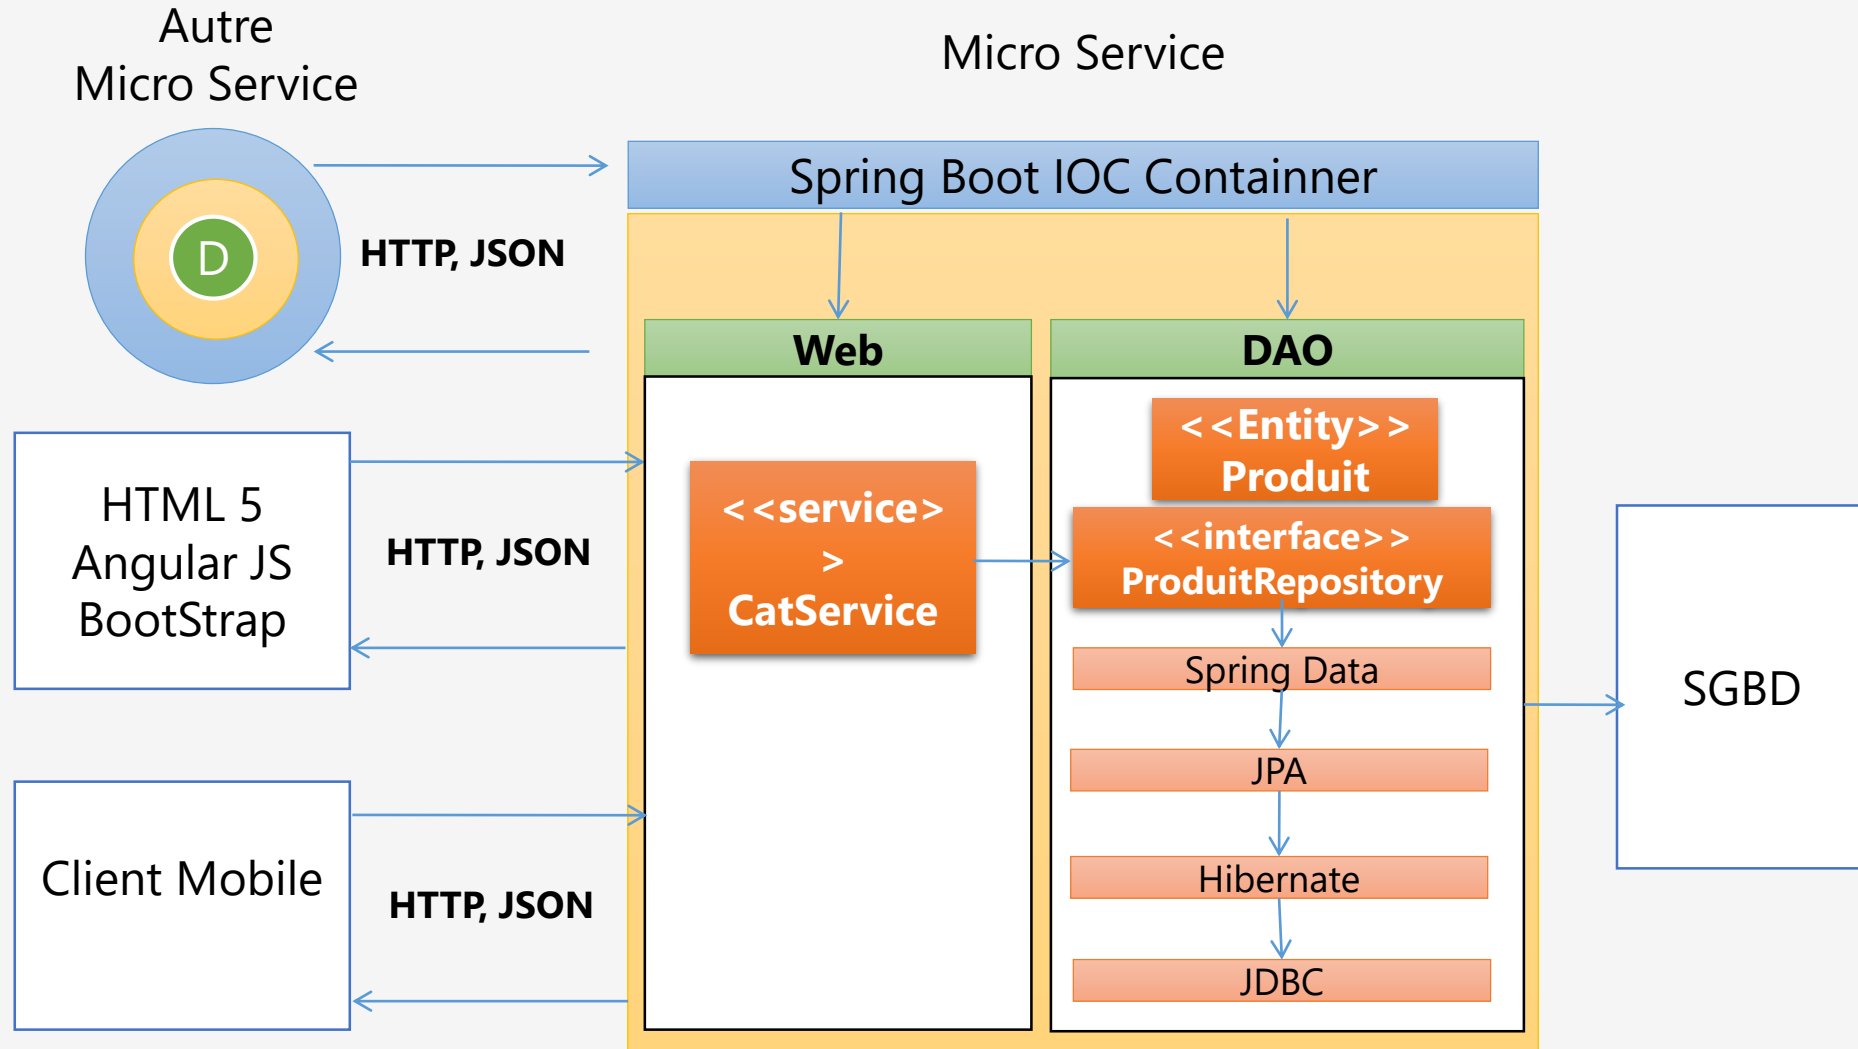 Autre
Micro Service
Micro Service
Spring Boot IOC Containner
D
HTTP, JSON
Web
DAO
<<Entity>>
Produit
HTML 5
Angular JS
BootStrap
HTTP, JSON
<<service>
>
CatService
<<interface>>
ProduitRepository
Spring Data
SGBD
JPA
Client Mobile
HTTP, JSON
Hibernate
JDBC